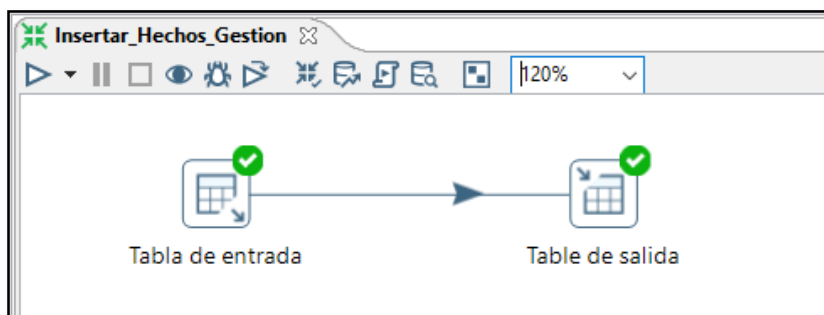 Insertar_Hechos_Gestion
120%
Tabla de entrada
Table de salida